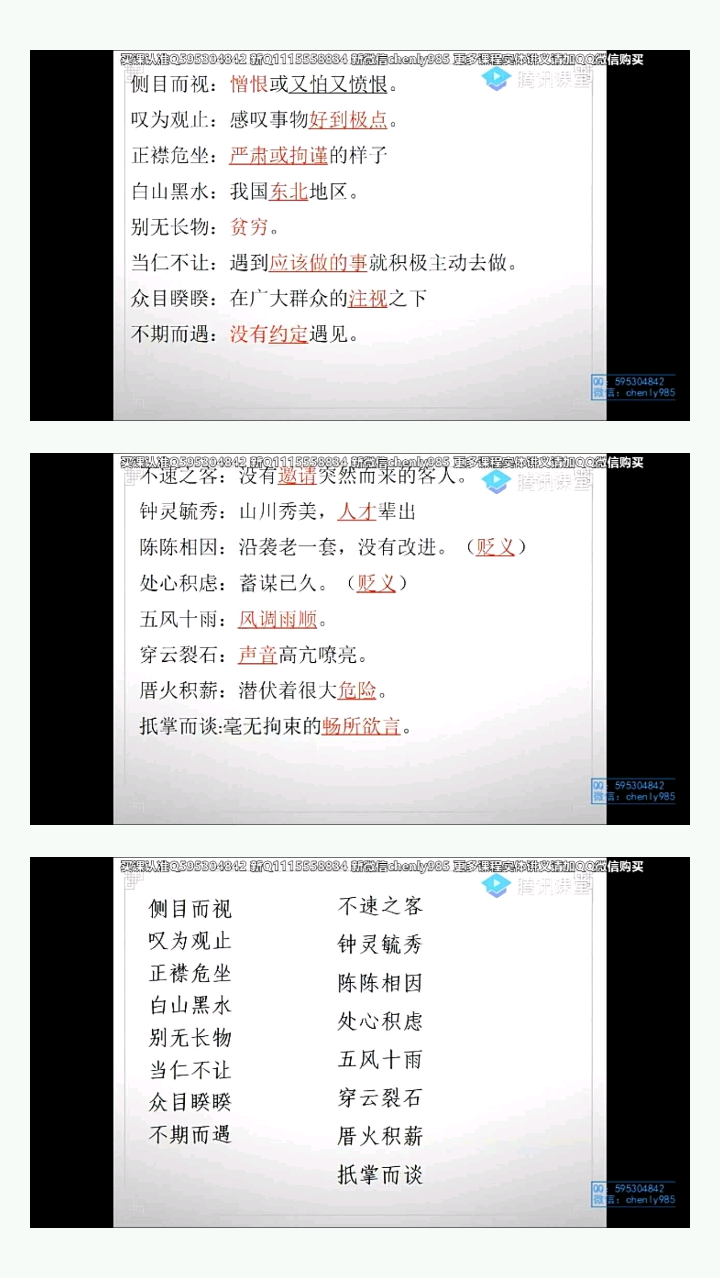 买课认准Q595304842 新Q1115558834 新微信chenly985 更多课程实体讲义请加QQ微信购买
腾讯课堂
侧目而视：憎恨或又怕又愤恨。
叹为观止：感叹事物好到极点。
正襟危坐：严肃或拘谨的样子
白山黑水：我国东北地区。
别无长物：贫穷。
当仁不让：遇到应该做的事就积极主动去做。
众目睽睽：在广大群众的注视之下
不期而遇：没有约定遇见。
QQ：595304842
微信：chenly985
买课认准Q595304842 新Q1115558834 新微信chenly985 更多课程实体讲义请加QQ微信购买
腾讯课堂
不速之客：没有邀请突然而来的客人。
钟灵毓秀：山川秀美，人才辈出
陈陈相因：沿袭老一套，没有改进。（贬义）
处心积虑：蓄谋已久。（贬义）
五风十雨：风调雨顺。
穿云裂石：声音高亢嘹亮。
厝火积薪：潜伏着很大危险。
抵掌而谈:毫无拘束的畅所欲言。
QQ：595304842
微信：chenly985
买课认准Q595304842 新Q1115558834 新微信chenly985 更多课程实体讲义请加QQ微信购买
腾讯课堂
侧目而视
叹为观止
正襟危坐
白山黑水
别无长物
当仁不让
众目睽睽
不期而遇
不速之客
钟灵毓秀
陈陈相因
处心积虑
五风十雨
穿云裂石
厝火积薪
抵掌而谈
QQ：595304842
微信：chenly985